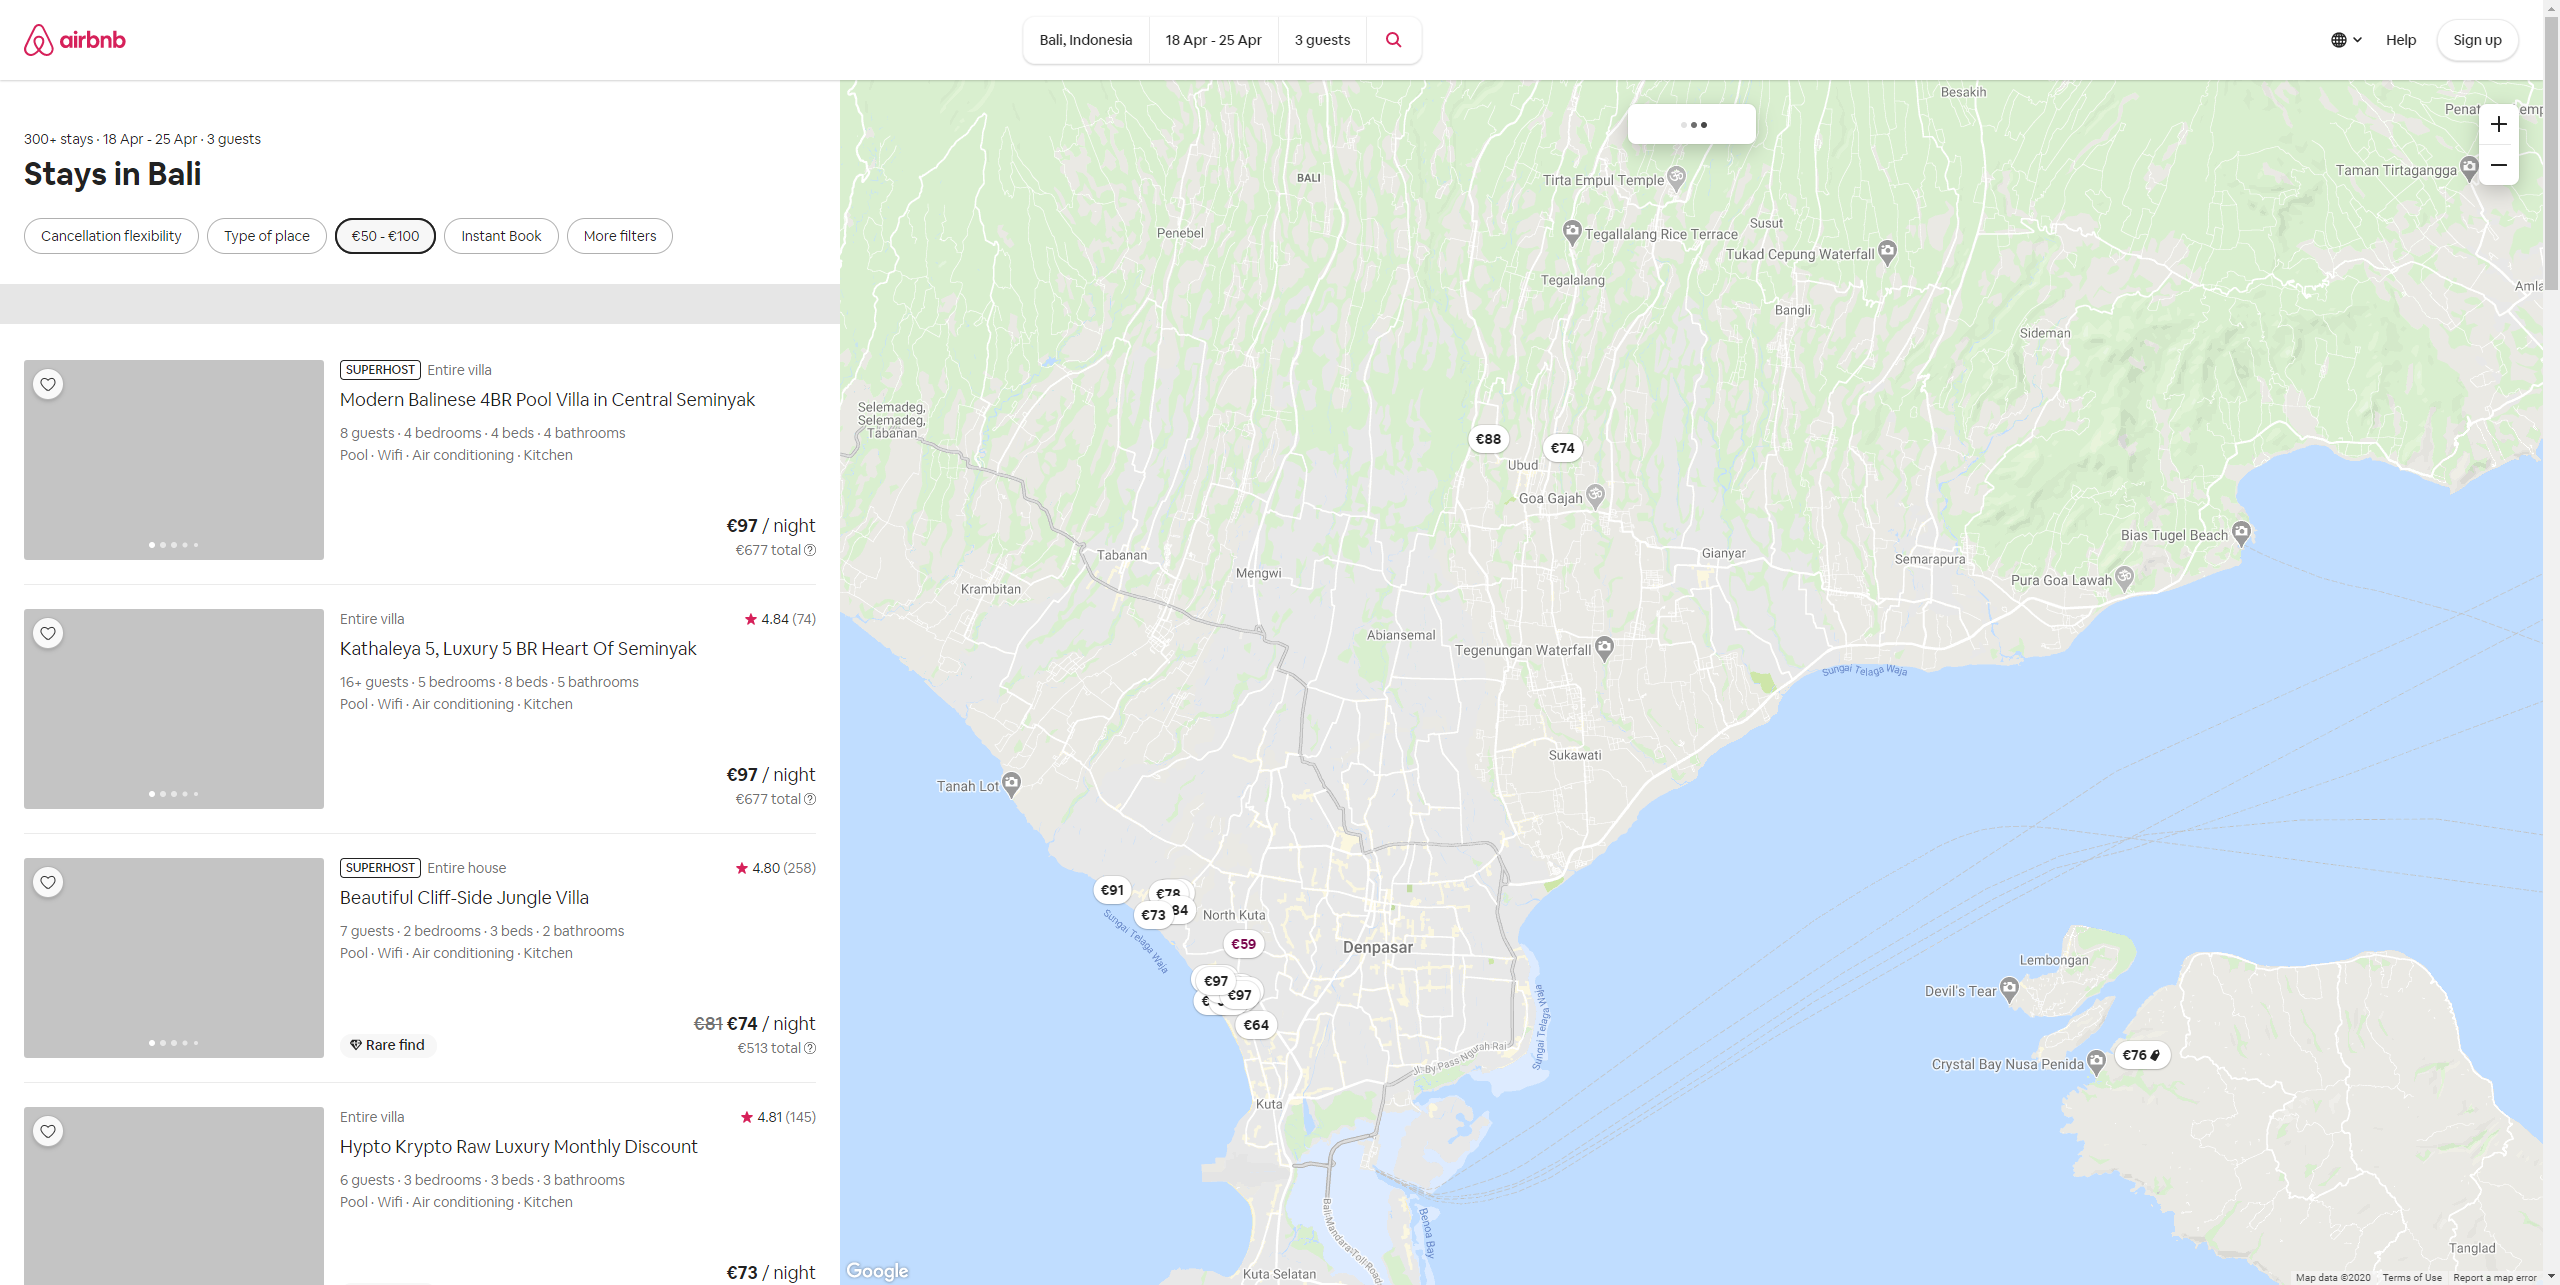 airbnb
Bali, Indonesia
18 Apr - 25 Apr
3 guests
Help
Sign up
300+ stays · 18 Apr - 25 Apr · 3 guests
Stays in Bali
Cancellation flexibility
Type of place
€50 - €100
Instant Book
More filters
SUPERHOST Entire villa
Modern Balinese 4BR Pool Villa in Central Seminyak
8 guests · 4 bedrooms · 4 beds · 4 bathrooms
Pool · Wifi · Air conditioning · Kitchen
€97 / night
€677 total
Entire villa
4.84 (74)
Kathaleya 5, Luxury 5 BR Heart Of Seminyak
16+ guests · 5 bedrooms · 8 beds · 5 bathrooms
Pool · Wifi · Air conditioning · Kitchen
€97 / night
€677 total
SUPERHOST Entire house
4.80 (258)
Beautiful Cliff-Side Jungle Villa
7 guests · 2 bedrooms · 3 beds · 2 bathrooms
Pool · Wifi · Air conditioning · Kitchen
€81 €74 / night
Rare find
€513 total
Entire villa
4.81 (145)
Hypto Krypto Raw Luxury Monthly Discount
6 guests · 3 bedrooms · 3 beds · 3 bathrooms
Pool · Wifi · Air conditioning · Kitchen
€73 / night
Besakih
BALI
Tirta Empul Temple
Taman Tirtagangga
Penebel
Tegallalang Rice Terrace
Susut
Tukad Cepung Waterfall
Tegalalang
Bangli
Sideman
Selemadeg,
Selemadeg,
Tabanan
€88
€74
Ubud
Goa Gajah
Bias Tugel Beach
Tabanan
Gianyar
Semarapura
Mengwi
Krambitan
Pura Goa Lawah
Abiansemal
Tegenungan Waterfall
Sungai Telaga Waja
Sukawati
Tanah Lot
€91
€78
€73
84
North Kuta
Sungai Telaga Waja
€59
Denpasar
€97
€97
€64
Lembongan
Devil's Tear
Sungai Telaga Waja
Jl. By Pass Ngurah Rai
Crystal Bay Nusa Penida
€76
Kuta
Bali Mandara Toll Road
Benoa Bay
Kuta Selatan
Tanglad
Google
Map data ©2020
Terms of Use
Report a map error